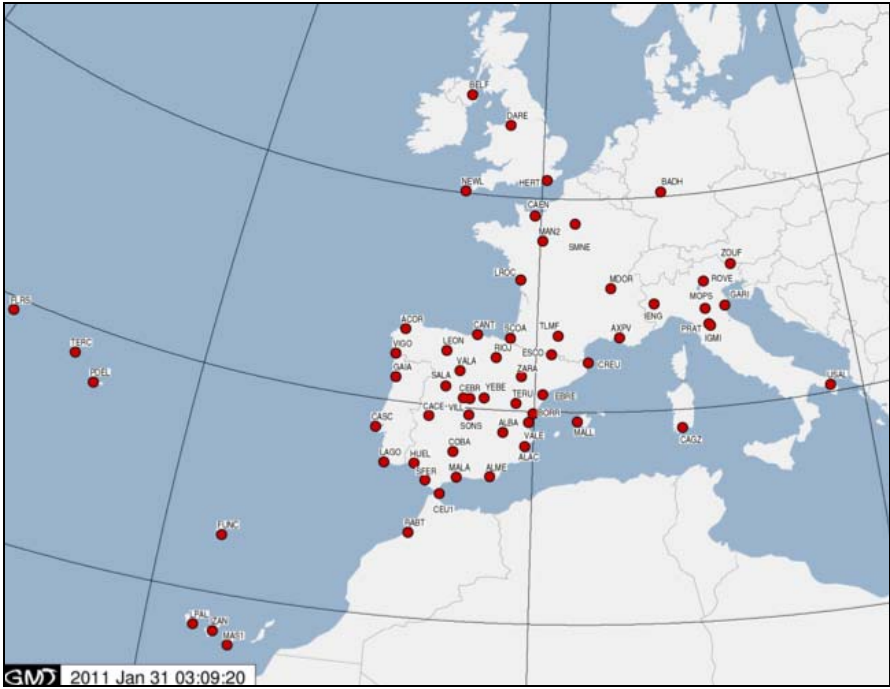 BELF
DARE
NEWL
HERT
BADH
CAEN
SMNE
MAN2
ZOUF
LROC
MDOR
ROVE
MOPS
GARI
IENG
FLRS
ACOR
CANT
SCOA
TLMF
AXPV
PRAT
IGMI
TERC
VIGO
LEON
RIOJ
ESCO
CREU
PDEL
GAIA
VALA
ZARA
SALA
CEBR
YEBE
TERU
EBRE
USAL
CASC
CACE
VILL
SONS
ALBA
BORR
VALE
MALL
CAGZ
ALAC
LAGO
HUEL
COBA
SFER
MALA
ALME
CEU1
FUNC
RABT
LPAL
IZAN
MAS1
GMT 2011 Jan 31 03:09:20